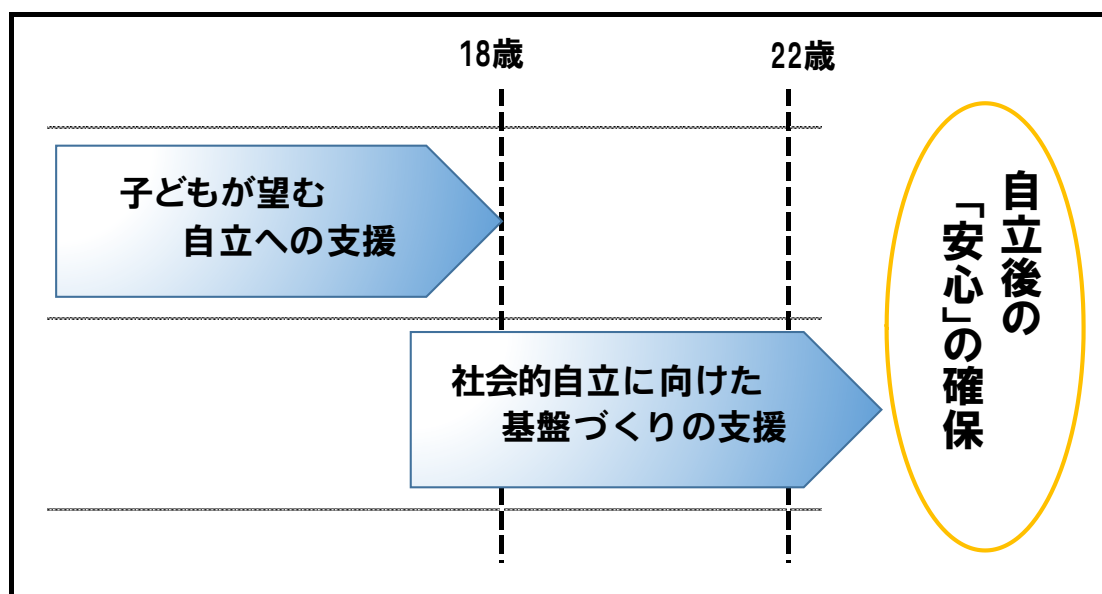 18歳
22歳
子どもが望む
自立への支援
社会的自立に向けた
基盤づくりの支援
自立後の
「安心」の確保